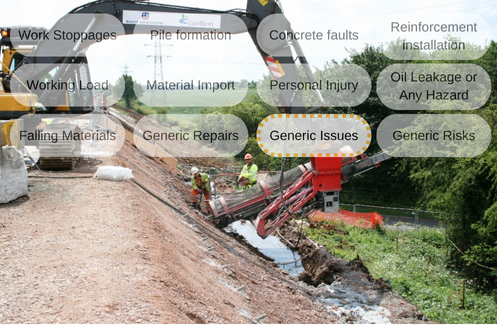 Carillion
Work Stoppages
Pile formation
Concrete faults
Reinforcement
installation
Working Load
Material Import
Personal Injury
Oil Leakage or
Any Hazard
Falling Materials
Generic Repairs
Generic Issues
Generic Risks